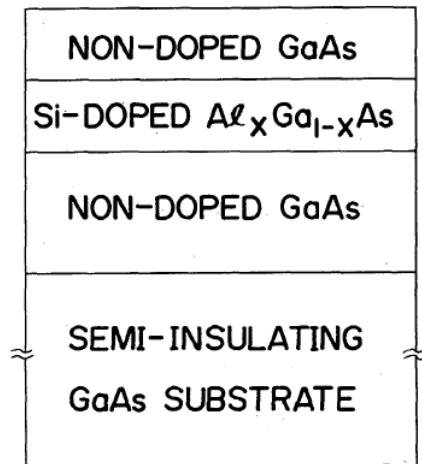 NON-DOPED GaAs
Si-DOPED AlxGa1-xAs
NON-DOPED GaAs
SEMI-INSULATING
GaAs SUBSTRATE